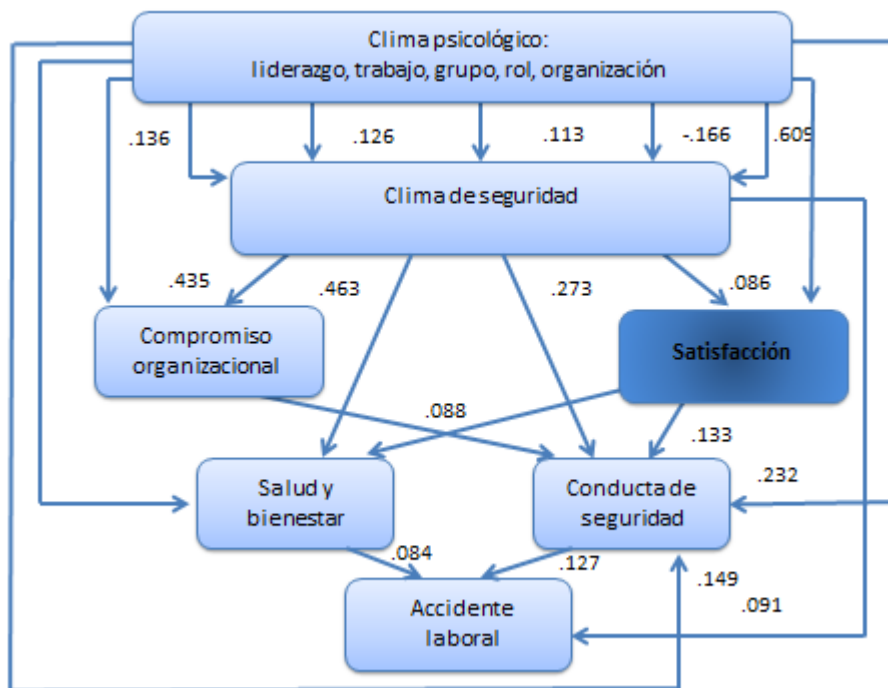 Clima psicológico:
liderazgo, trabajo, grupo, rol, organización
.136
.126
.113
-.166
.609
Clima de seguridad
.435
.463
.273
.086
Compromiso
organizacional
Satisfacción
.088
.133
Salud y
bienestar
Conducta de
seguridad
.232
.084
.127
.149
.091
Accidente
laboral